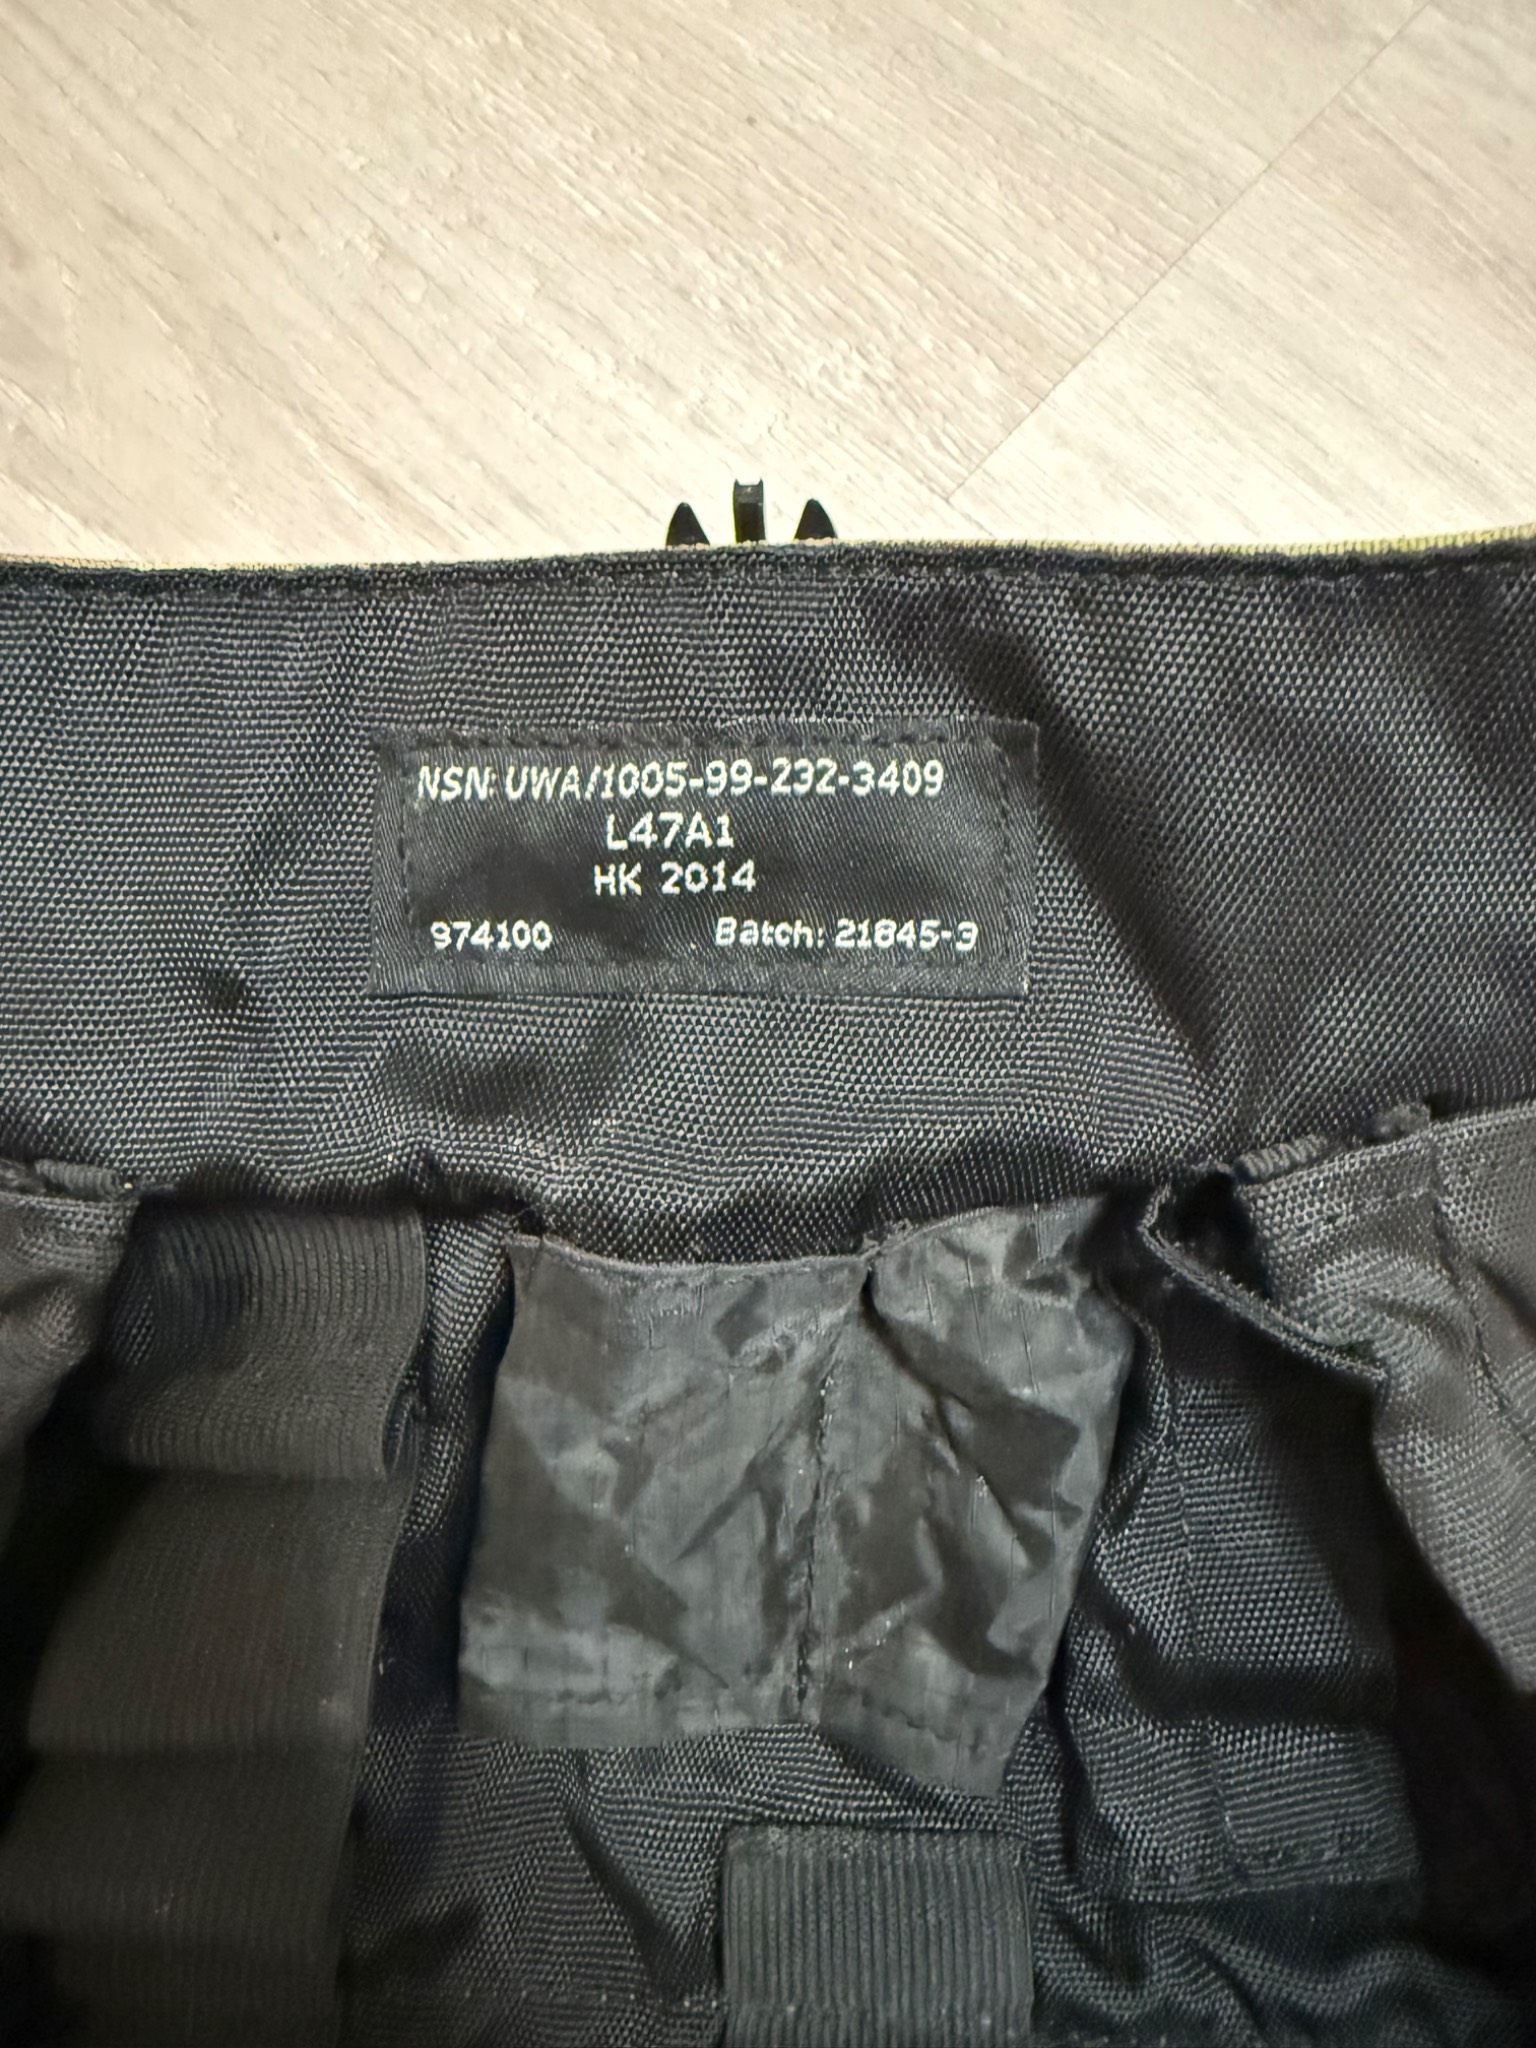 NSN: UWA/1005-99-232-3409
L47A1
HK 2014
974100 Batch: 21845-3